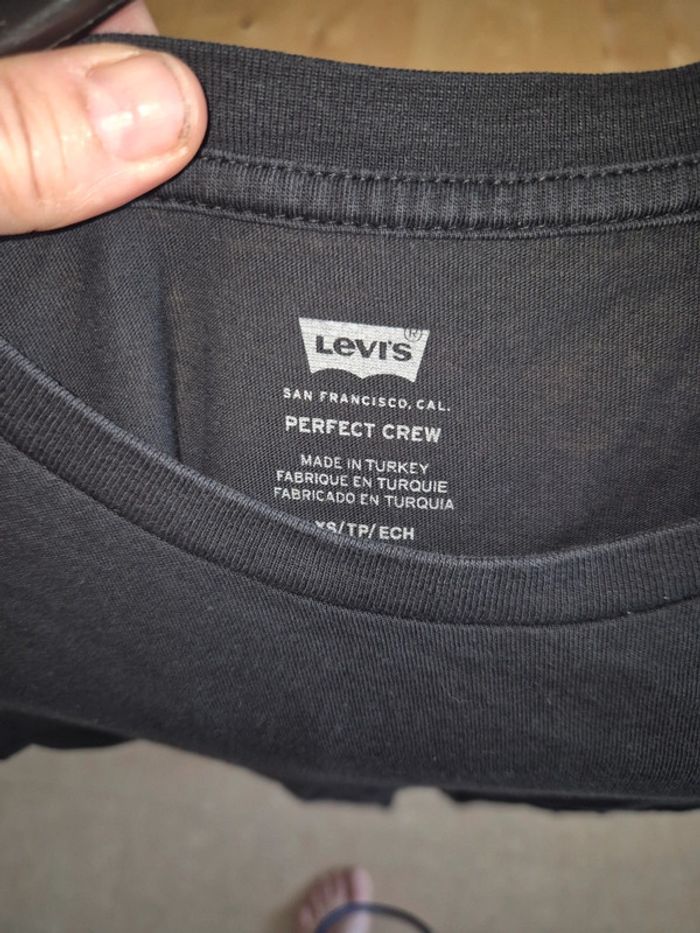 Levi's®
SAN FRANCISCO, CAL.
PERFECT CREW
MADE IN TURKEY
FABRIQUE EN TURQUIE
FABRICADO EN TURQUIA
XS/TP/ECH